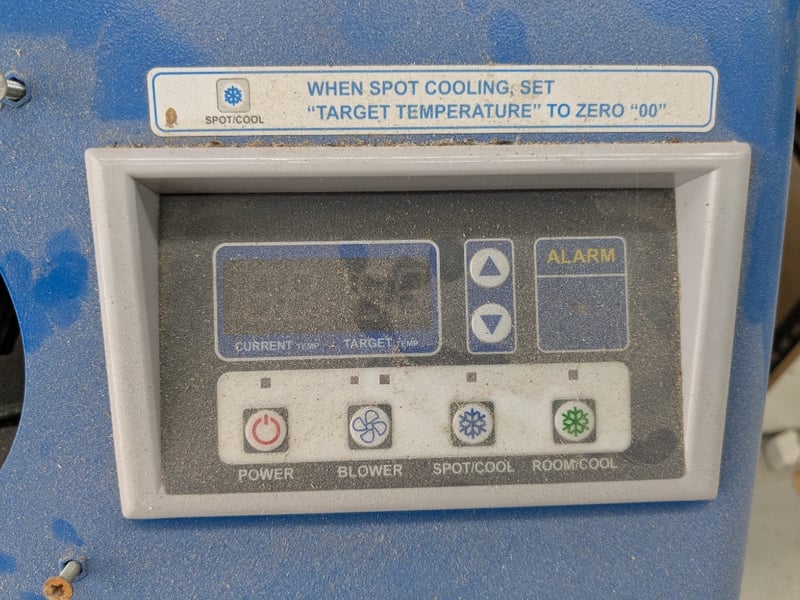 WHEN SPOT COOLING, SET
"TARGET TEMPERATURE" TO ZERO "00"
SPOT/COOL
ALARM
CURRENT TEMP TARGET TEMP
POWER BLOWER SPOT/COOL ROOM/COOL